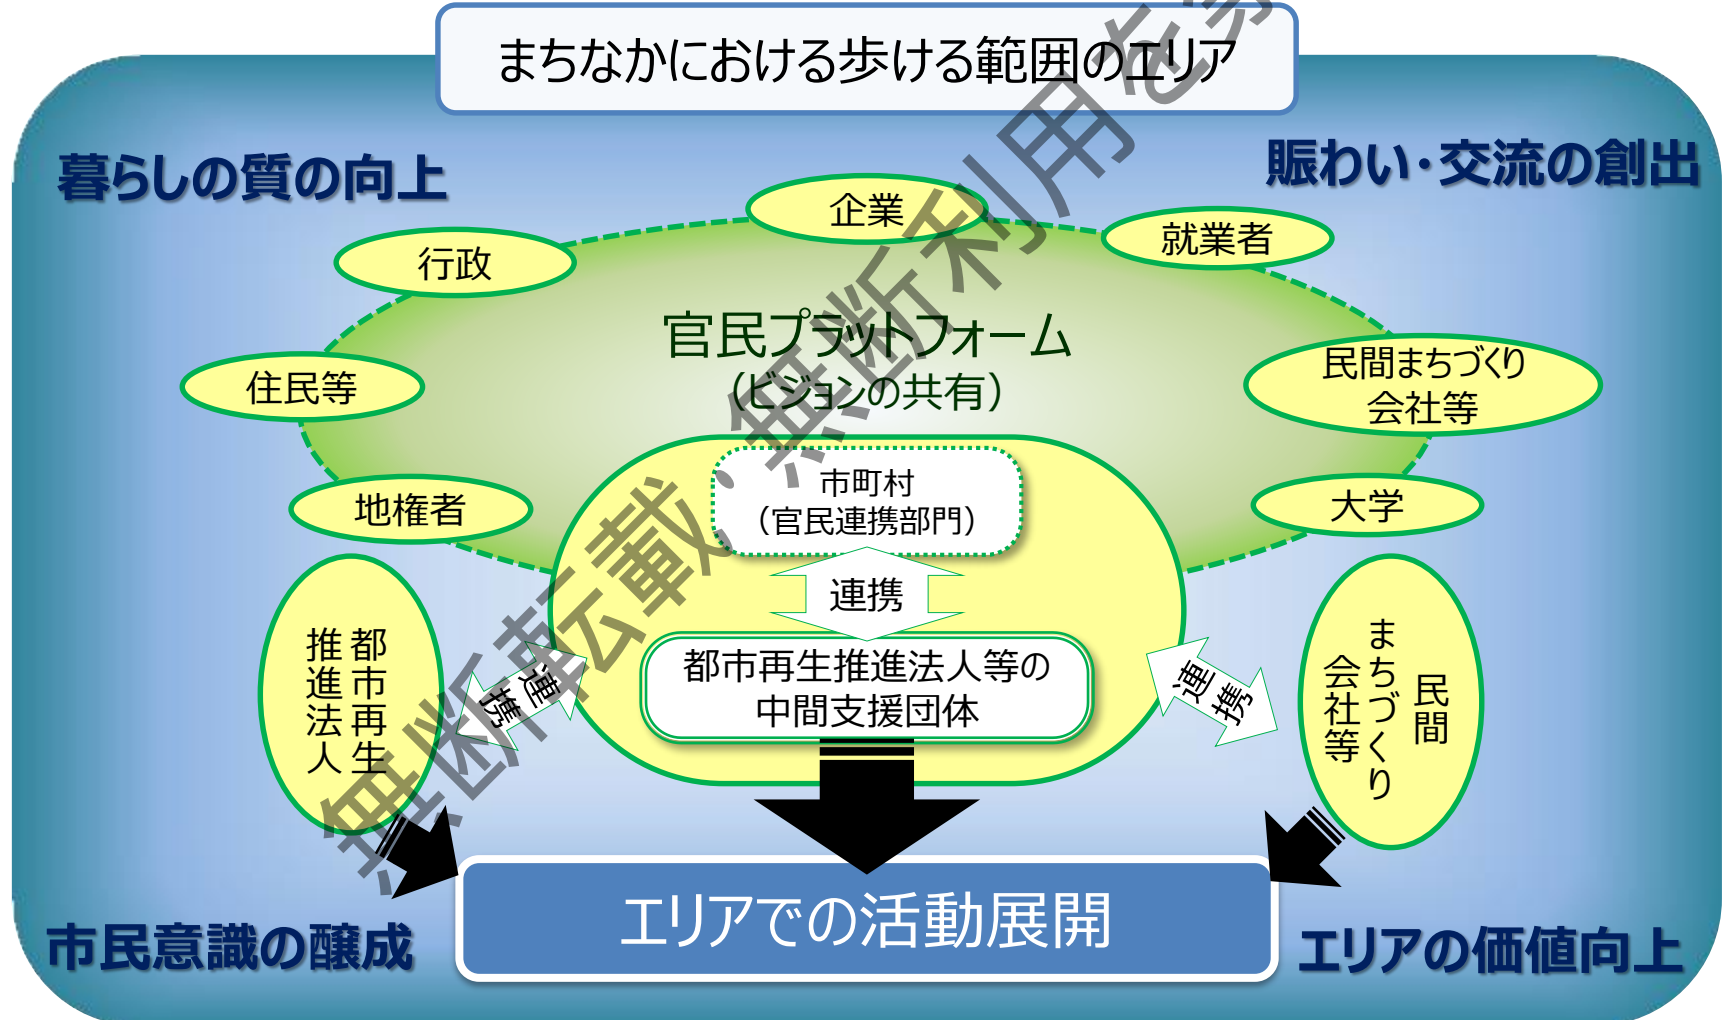 まちなかにおける歩ける範囲のエリア
暮らしの質の向上
賑わい・交流の創出
企業
就業者
行政
官民プラットフォーム
(ビジョンの共有)
住民等
民間まちづくり
会社等
地権者
大学
市町村
(官民連携部門)
連携
都市再生推進法人等の
中間支援団体
都市再生
推進法人
連携
連携
民間
まちづくり
会社等
エリアでの活動展開
市民意識の醸成
エリアの価値向上
無断転載・無断利用を